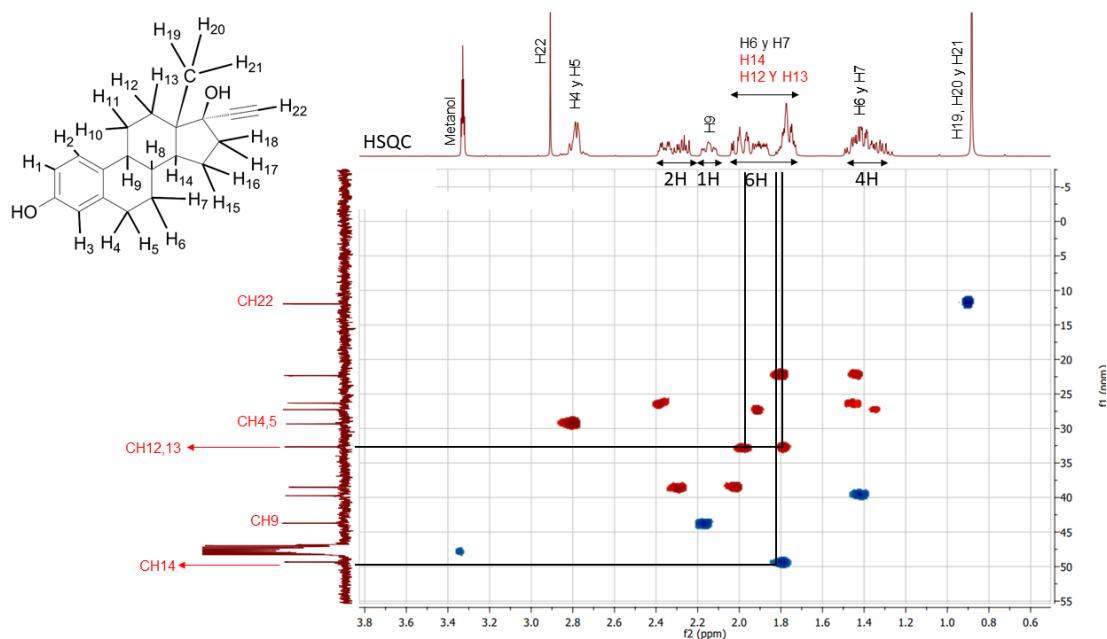 H19
H20
H21
H13
H12
H11
OH
H22
H10
H2
H8
H18
H17
H1
H9
H14
H16
HO
H7
H15
H6
H3
H4
H5
HSQC
Metanol
H22
H4 y H5
H9
H6 y H7
H14
H12 Y H13
H6 y H7
H19, H20 y H21
2H
1H
6H
4H
CH22
CH4,5
CH12,13
CH9
CH14
-5
0
5
10
15
20
25
30
35
40
45
50
55
f1 (ppm)
3.8 3.6 3.4 3.2 3.0 2.8 2.6 2.4 2.2 2.0 1.8 1.6 1.4 1.2 1.0 0.8 0.6
f2 (ppm)